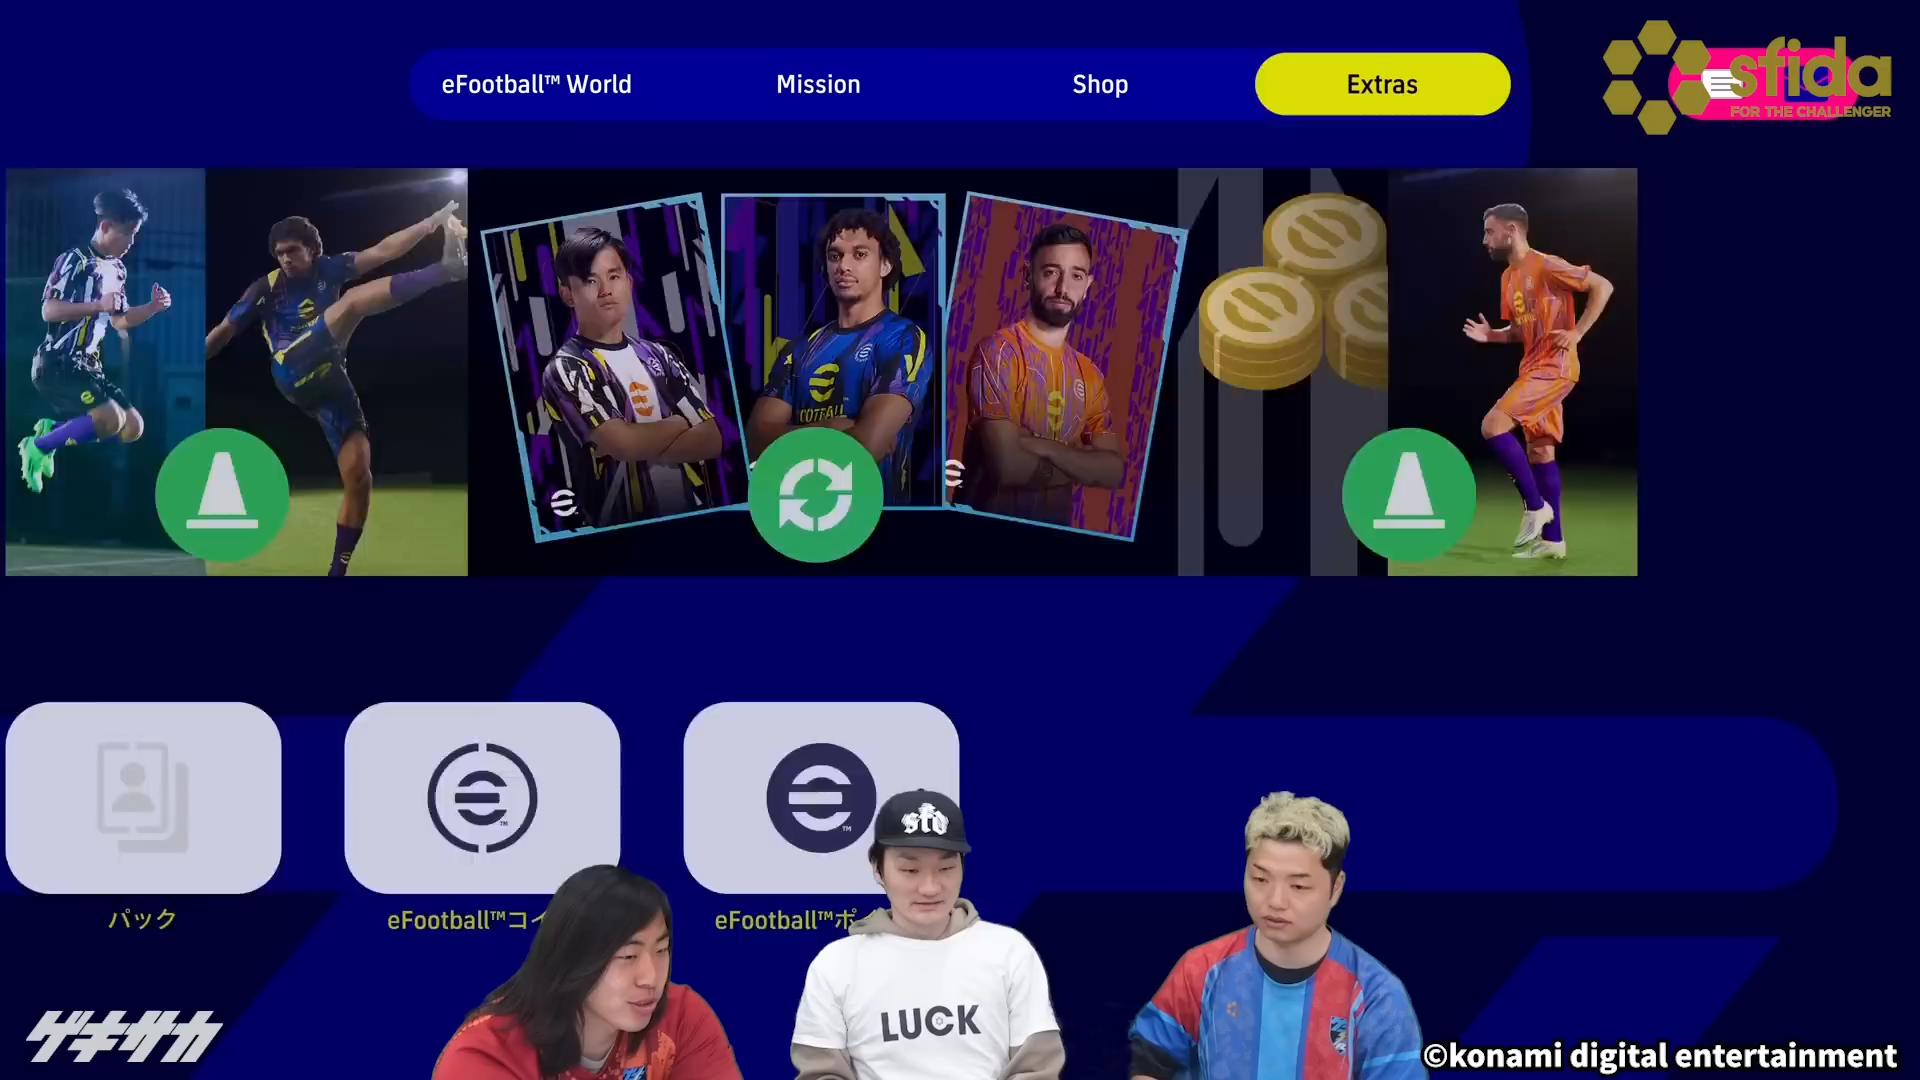 eFootball™ World
Mission
Shop
Extras
sfida
FOR THE CHALLENGER
パック
eFootball™コイ
eFootball™ポイ
sfd
LUCK
ゲキサカ
©konami digital entertainment